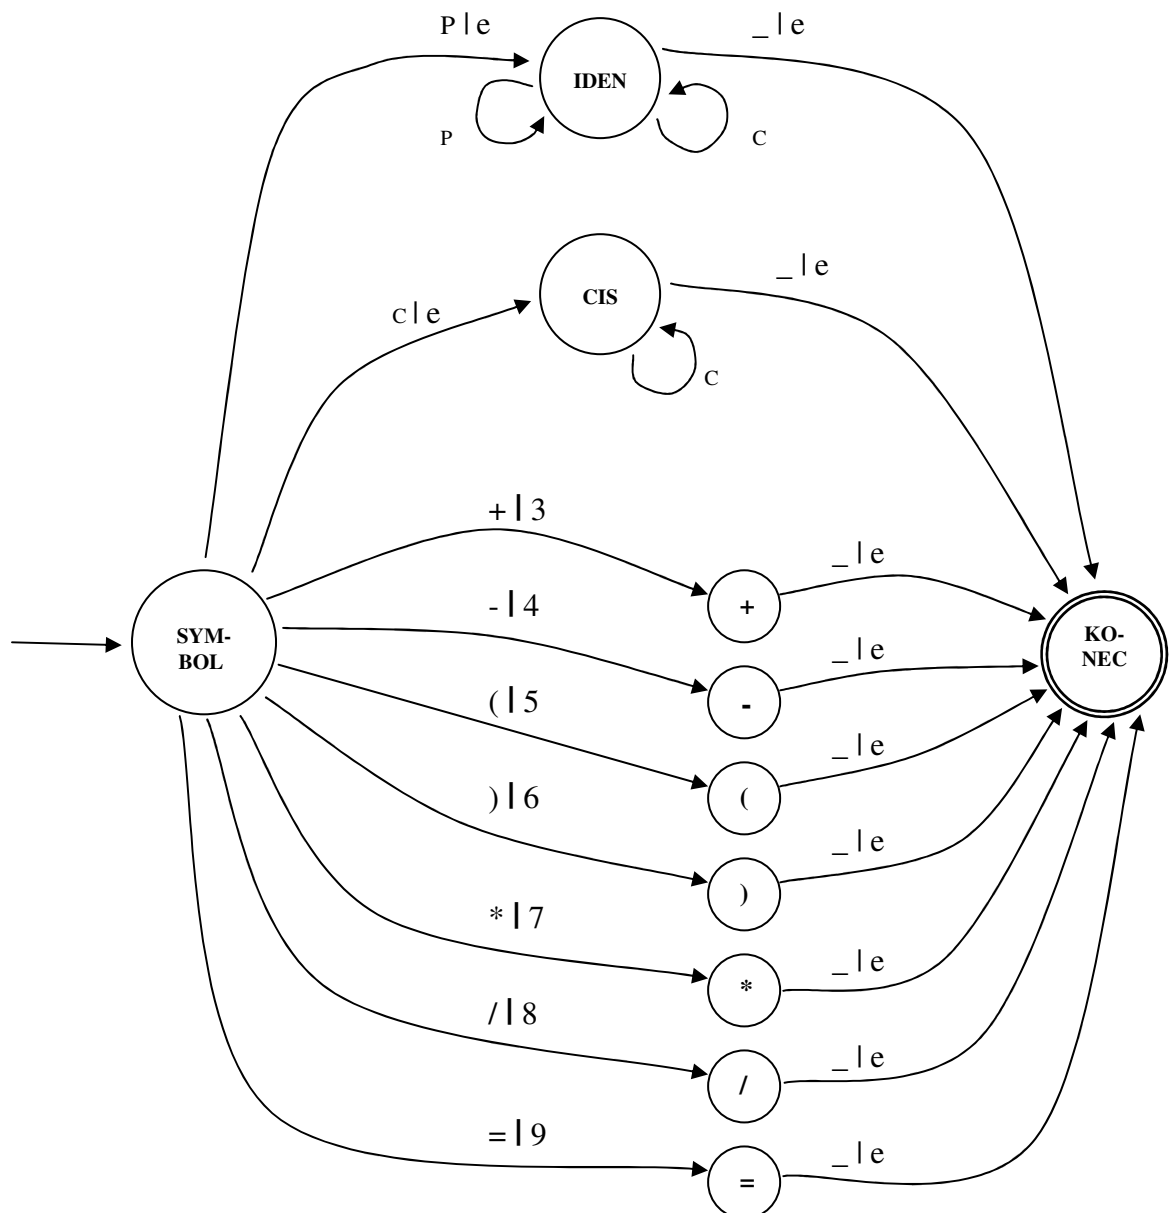 P|e
_|e
IDEN
P
C
_|e
CIS
C|e
C
+|3
_|e
+
-|4
SYM-
BOL
KO-
NEC
_|e
-
(|5
_|e
(
)|6
_|e
)
*|7
_|e
*
/|8
_|e
/
=|9
_|e
=